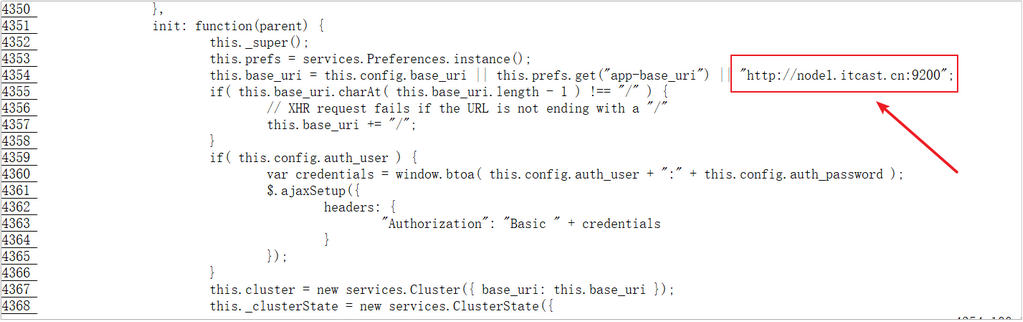 4350 },
4351 init: function(parent) {
4352 this._super();
4353 this.prefs = services.Preferences.instance();
4354 this.base_uri = this.config.base_uri || this.prefs.get("app-base_uri") || "http://node1.itcast.cn:9200";
4355 if( this.base_uri.charAt( this.base_uri.length - 1 ) !== "/" ) {
4356 // XHR request fails if the URL is not ending with a "/"
4357 this.base_uri += "/";
4358 }
4359 if( this.config.auth_user ) {
4360 var credentials = window.btoa( this.config.auth_user + ":" + this.config.auth_password );
4361 $.ajaxSetup({
4362 headers: {
4363 "Authorization": "Basic " + credentials
4364 }
4365 });
4366 }
4367 this.cluster = new services.Cluster({ base_uri: this.base_uri });
4368 this._clusterState = new services.ClusterState({